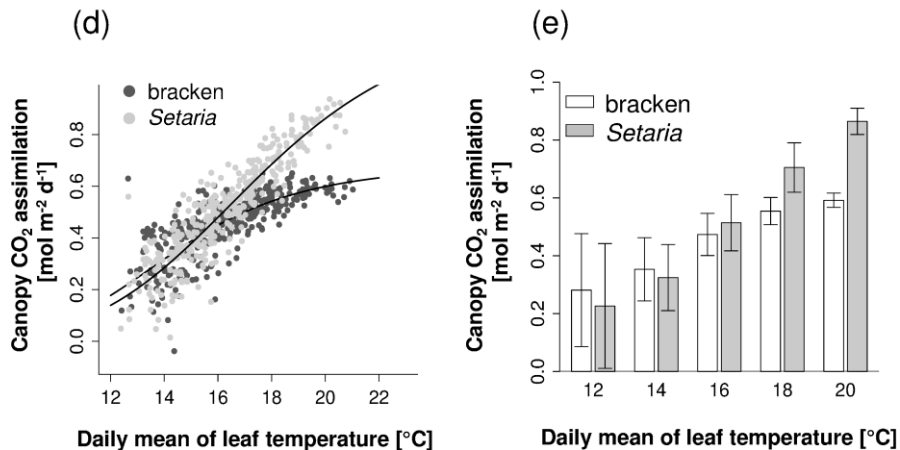 (d)
bracken
Setaria
Canopy CO₂ assimilation
[mol m⁻² d⁻¹]
0.0 0.2 0.4 0.6 0.8
12 14 16 18 20 22
Daily mean of leaf temperature [°C]
(e)
bracken
Setaria
Canopy CO₂ assimilation
[mol m⁻² d⁻¹]
0.0 0.2 0.4 0.6 0.8 1.0
12 14 16 18 20
Daily mean of leaf temperature [°C]